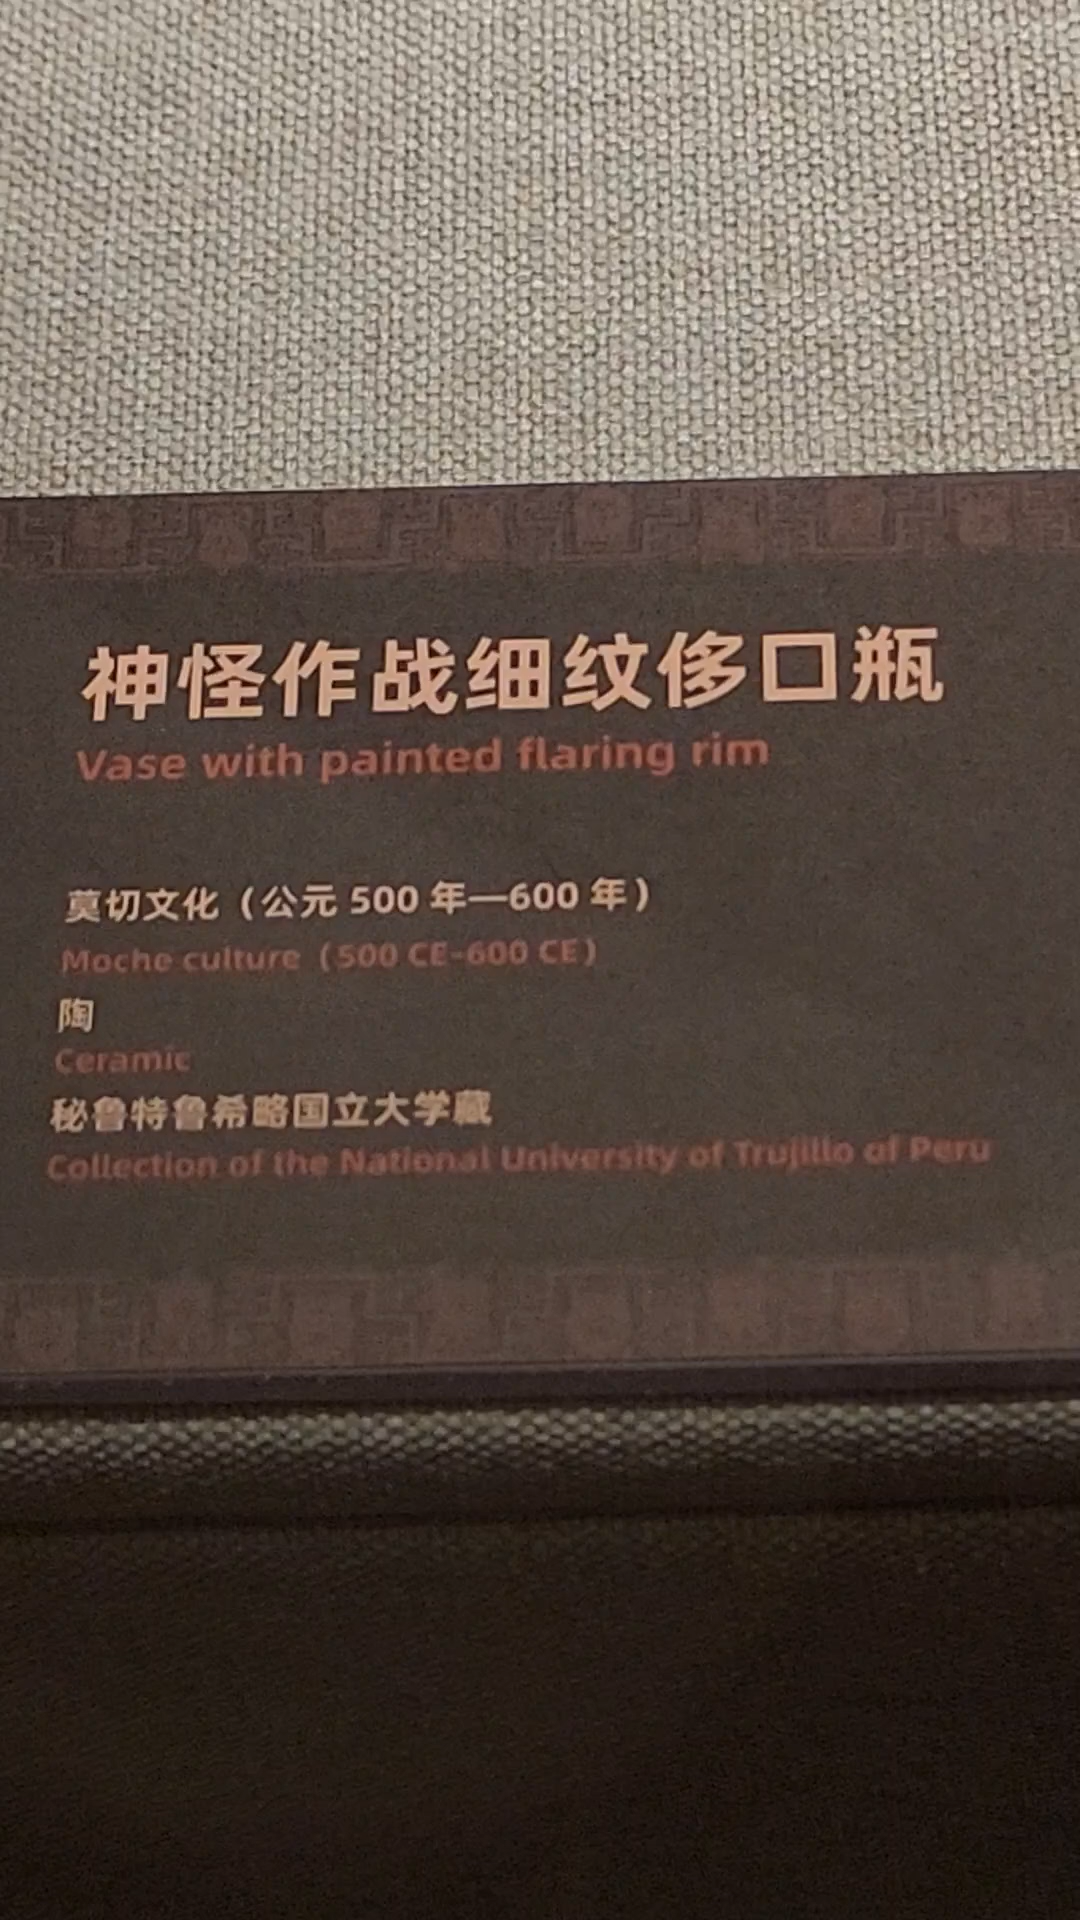 神怪作战细纹侈口瓶
Vase with painted flaring rim
莫切文化（公元 500 年—600 年）
Moche culture（500 CE-600 CE）
陶
Ceramic
秘鲁特鲁希略国立大学藏
Collection of the National University of Trujillo of Peru